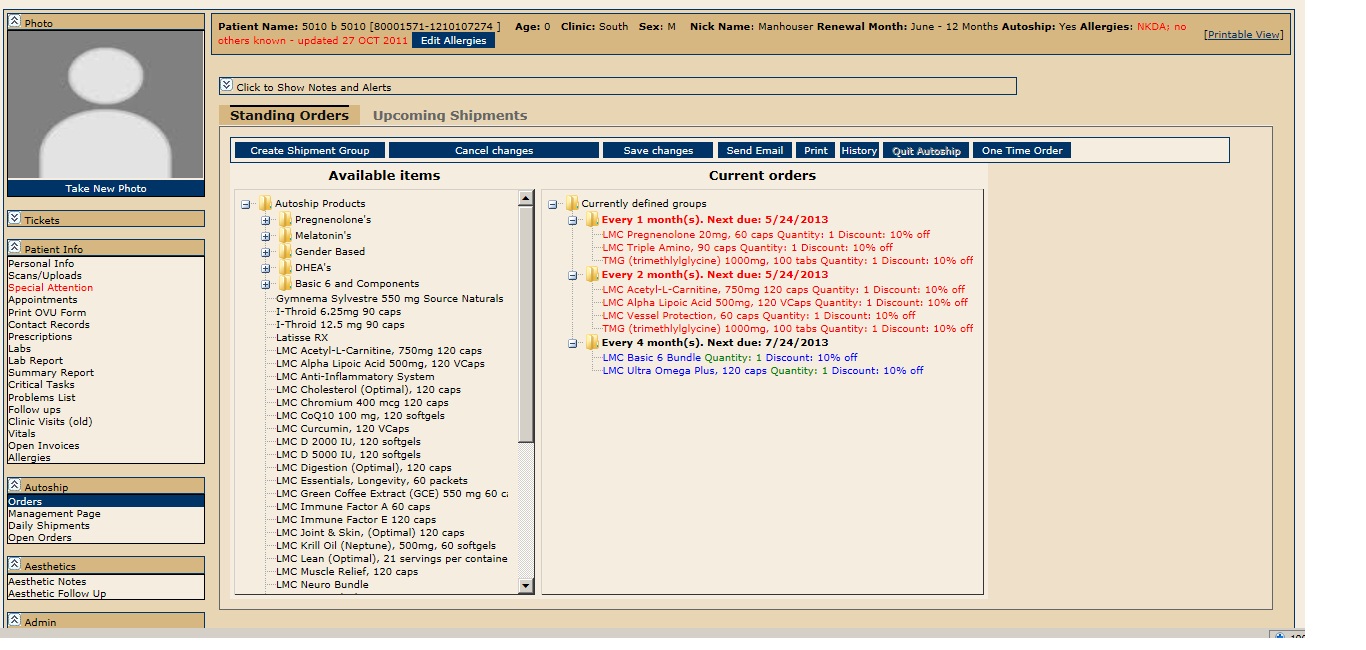 Photo
Take New Photo
Tickets
Patient Info
Personal Info
Scans/Uploads
Special Attention
Appointments
Print OVU Form
Contact Records
Prescriptions
Labs
Lab Report
Summary Report
Critical Tasks
Problems List
Follow ups
Clinic Visits (old)
Vitals
Open Invoices
Allergies
Autoship
Orders
Management Page
Daily Shipments
Open Orders
Aesthetics
Aesthetic Notes
Aesthetic Follow Up
Admin
Patient Name: 5010 b 5010 [80001571-1210107274 ] Age: 0 Clinic: South Sex: M Nick Name: Manhouser Renewal Month: June - 12 Months Autoship: Yes Allergies: NKDA; no
others known - updated 27 OCT 2011 Edit Allergies
[Printable View]
Click to Show Notes and Alerts
Standing Orders Upcoming Shipments
Create Shipment Group Cancel changes Save changes Send Email Print History Quit Autoship One Time Order
Available items
Autoship Products
Pregnenolone's
Melatonin's
Gender Based
DHEA's
Basic 6 and Components
Gymnema Sylvestre 550 mg Source Naturals
I-Throid 6.25mg 90 caps
I-Throid 12.5 mg 90 caps
Latisse RX
LMC Acetyl-L-Carnitine, 750mg 120 caps
LMC Alpha Lipoic Acid 500mg, 120 VCaps
LMC Anti-Inflammatory System
LMC Cholesterol (Optimal), 120 caps
LMC Chromium 400 mcg 120 caps
LMC CoQ10 100 mg, 120 softgels
LMC Curcumin, 120 VCaps
LMC D 2000 IU, 120 softgels
LMC D 5000 IU, 120 softgels
LMC Digestion (Optimal), 120 caps
LMC Essentials, Longevity, 60 packets
LMC Green Coffee Extract (GCE) 550 mg 60 c
LMC Immune Factor A 60 caps
LMC Immune Factor E 120 caps
LMC Joint & Skin, (Optimal) 120 caps
LMC Krill Oil (Neptune), 500mg, 60 softgels
LMC Lean (Optimal), 21 servings per containe
LMC Muscle Relief, 120 caps
LMC Neuro Bundle
Current orders
Currently defined groups
Every 1 month(s). Next due: 5/24/2013
LMC Pregnenolone 20mg, 60 caps Quantity: 1 Discount: 10% off
LMC Triple Amino, 90 caps Quantity: 1 Discount: 10% off
TMG (trimethlylglycine) 1000mg, 100 tabs Quantity: 1 Discount: 10% off
Every 2 month(s). Next due: 5/24/2013
LMC Acetyl-L-Carnitine, 750mg 120 caps Quantity: 1 Discount: 10% off
LMC Alpha Lipoic Acid 500mg, 120 VCaps Quantity: 1 Discount: 10% off
LMC Vessel Protection, 60 caps Quantity: 1 Discount: 10% off
TMG (trimethlylglycine) 1000mg, 100 tabs Quantity: 1 Discount: 10% off
Every 4 month(s). Next due: 7/24/2013
LMC Basic 6 Bundle Quantity: 1 Discount: 10% off
LMC Ultra Omega Plus, 120 caps Quantity: 1 Discount: 10% off